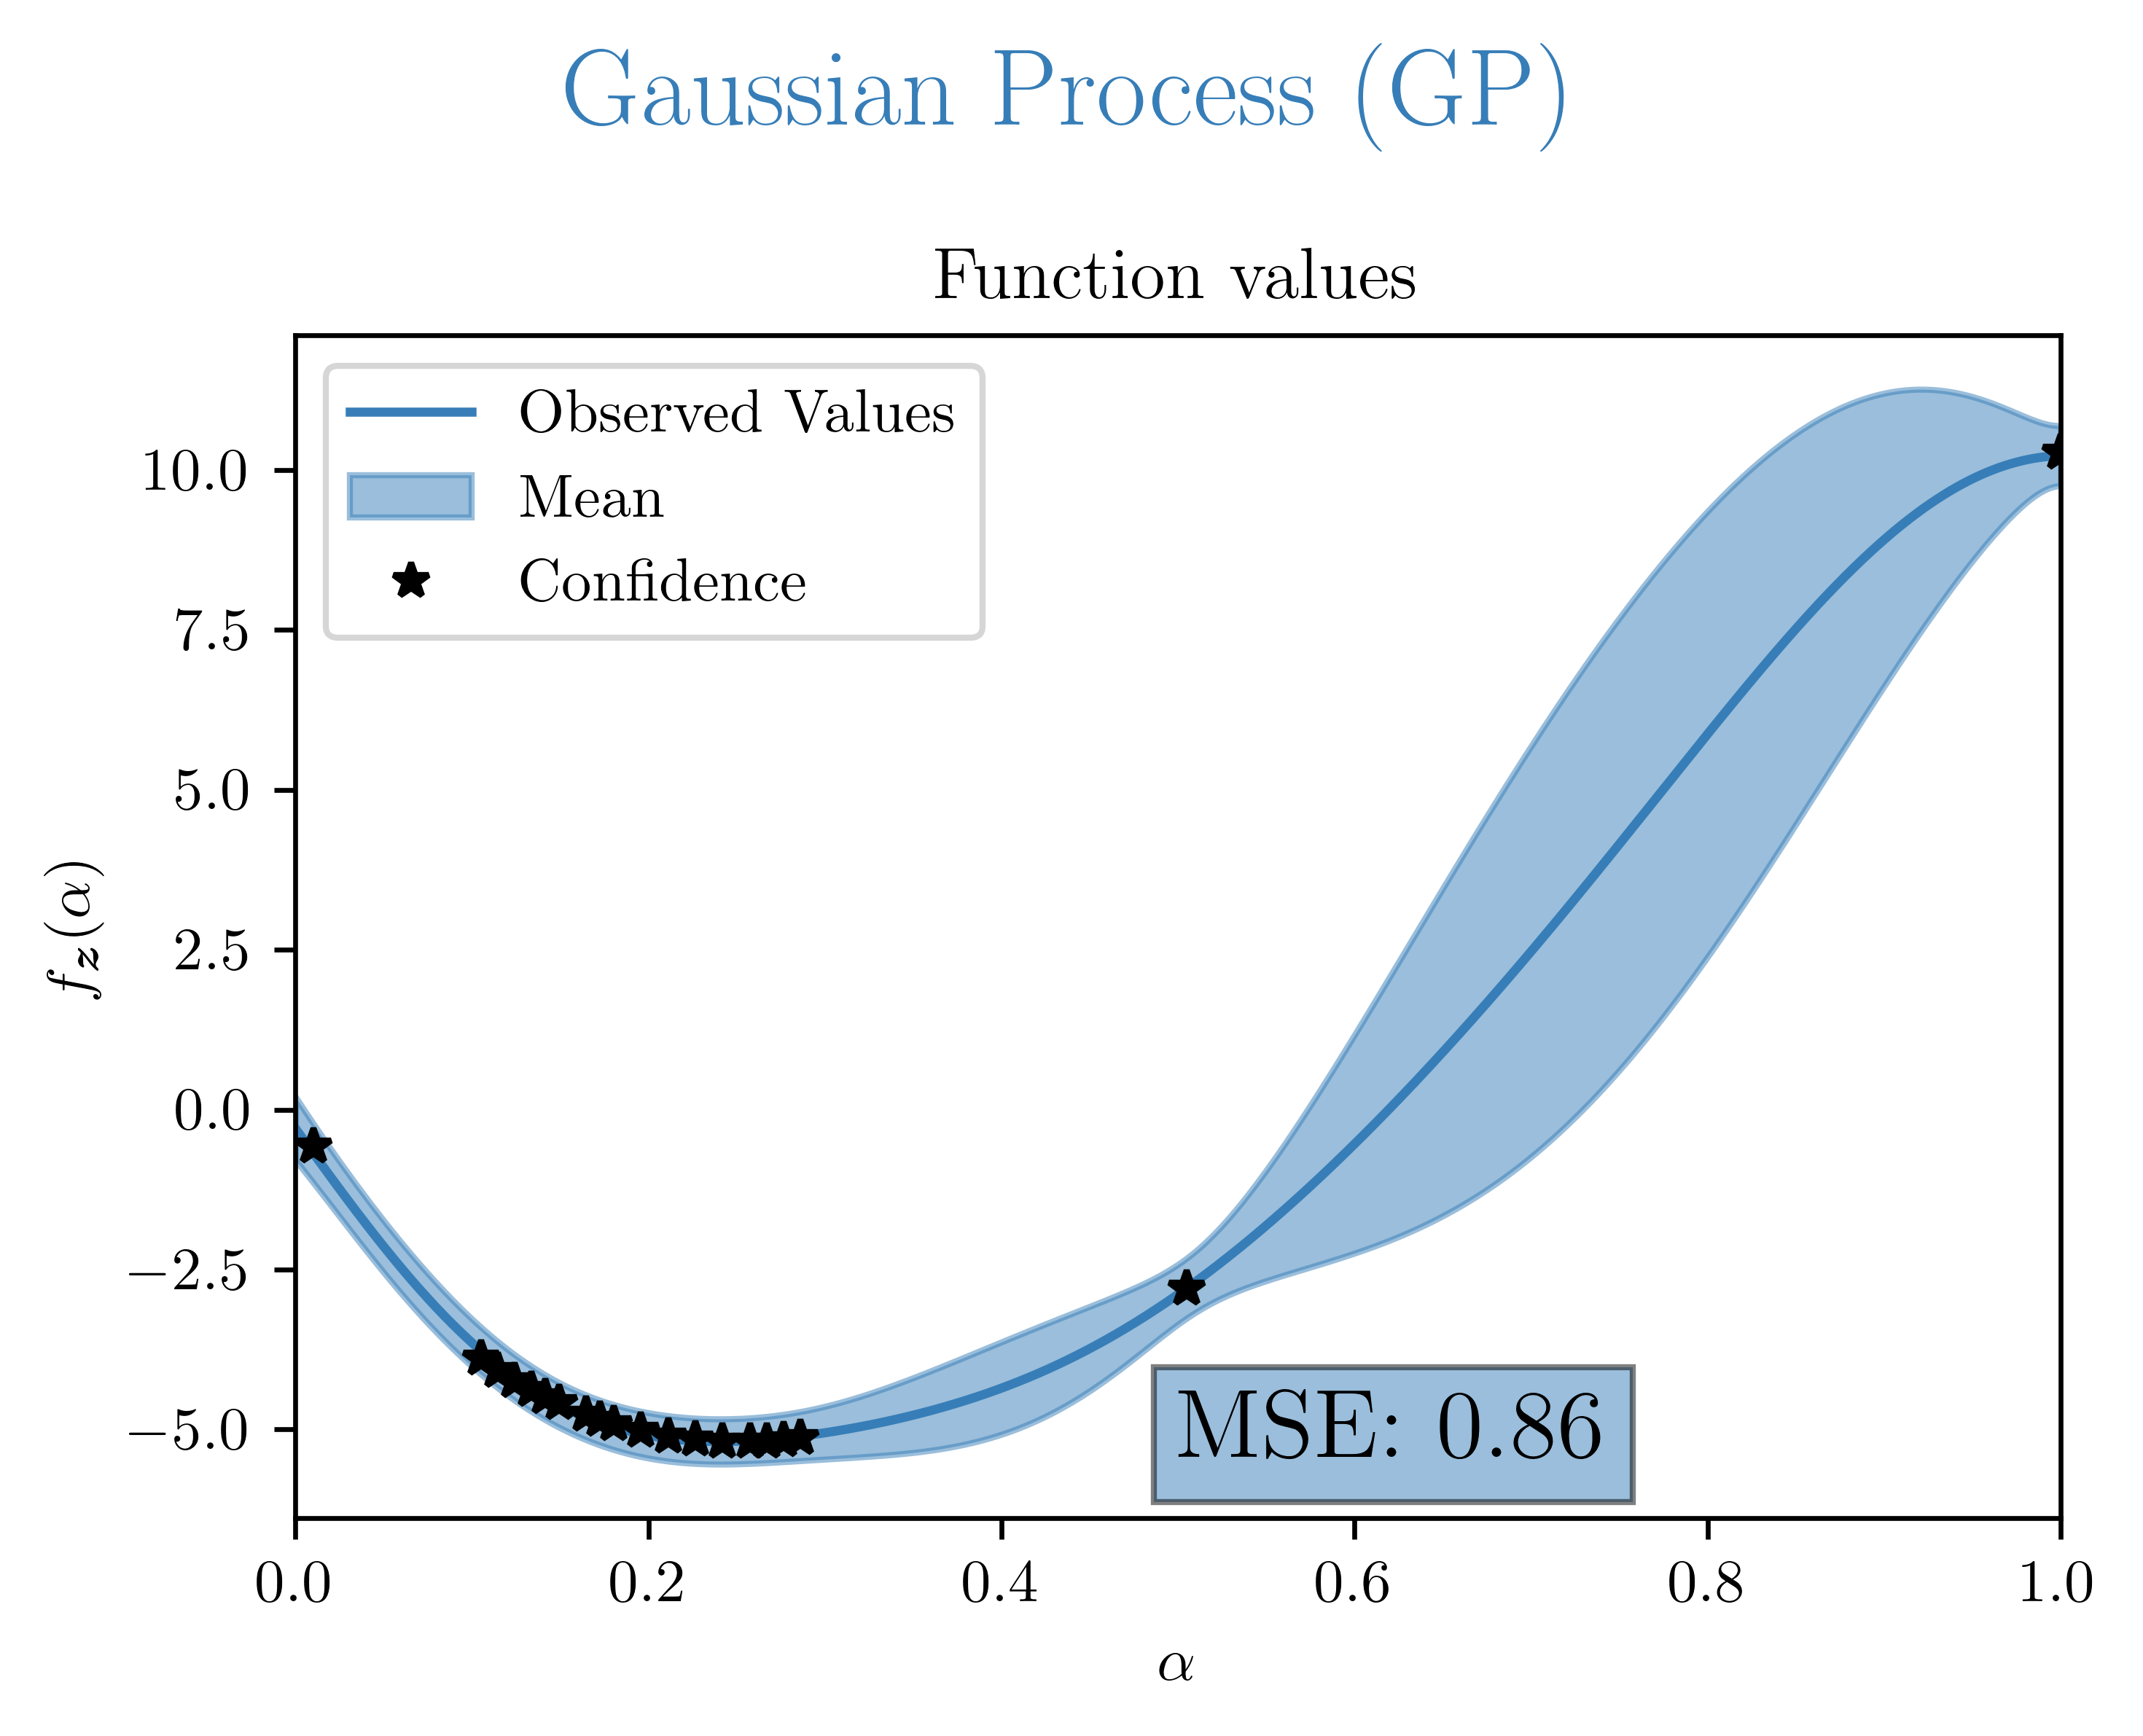 Gaussian Process (GP)
Function values
Observed Values
Mean
Confidence
10.0
7.5
5.0
2.5
0.0
−2.5
−5.0
f_z(α)
MSE: 0.86
0.0 0.2 0.4 0.6 0.8 1.0
α